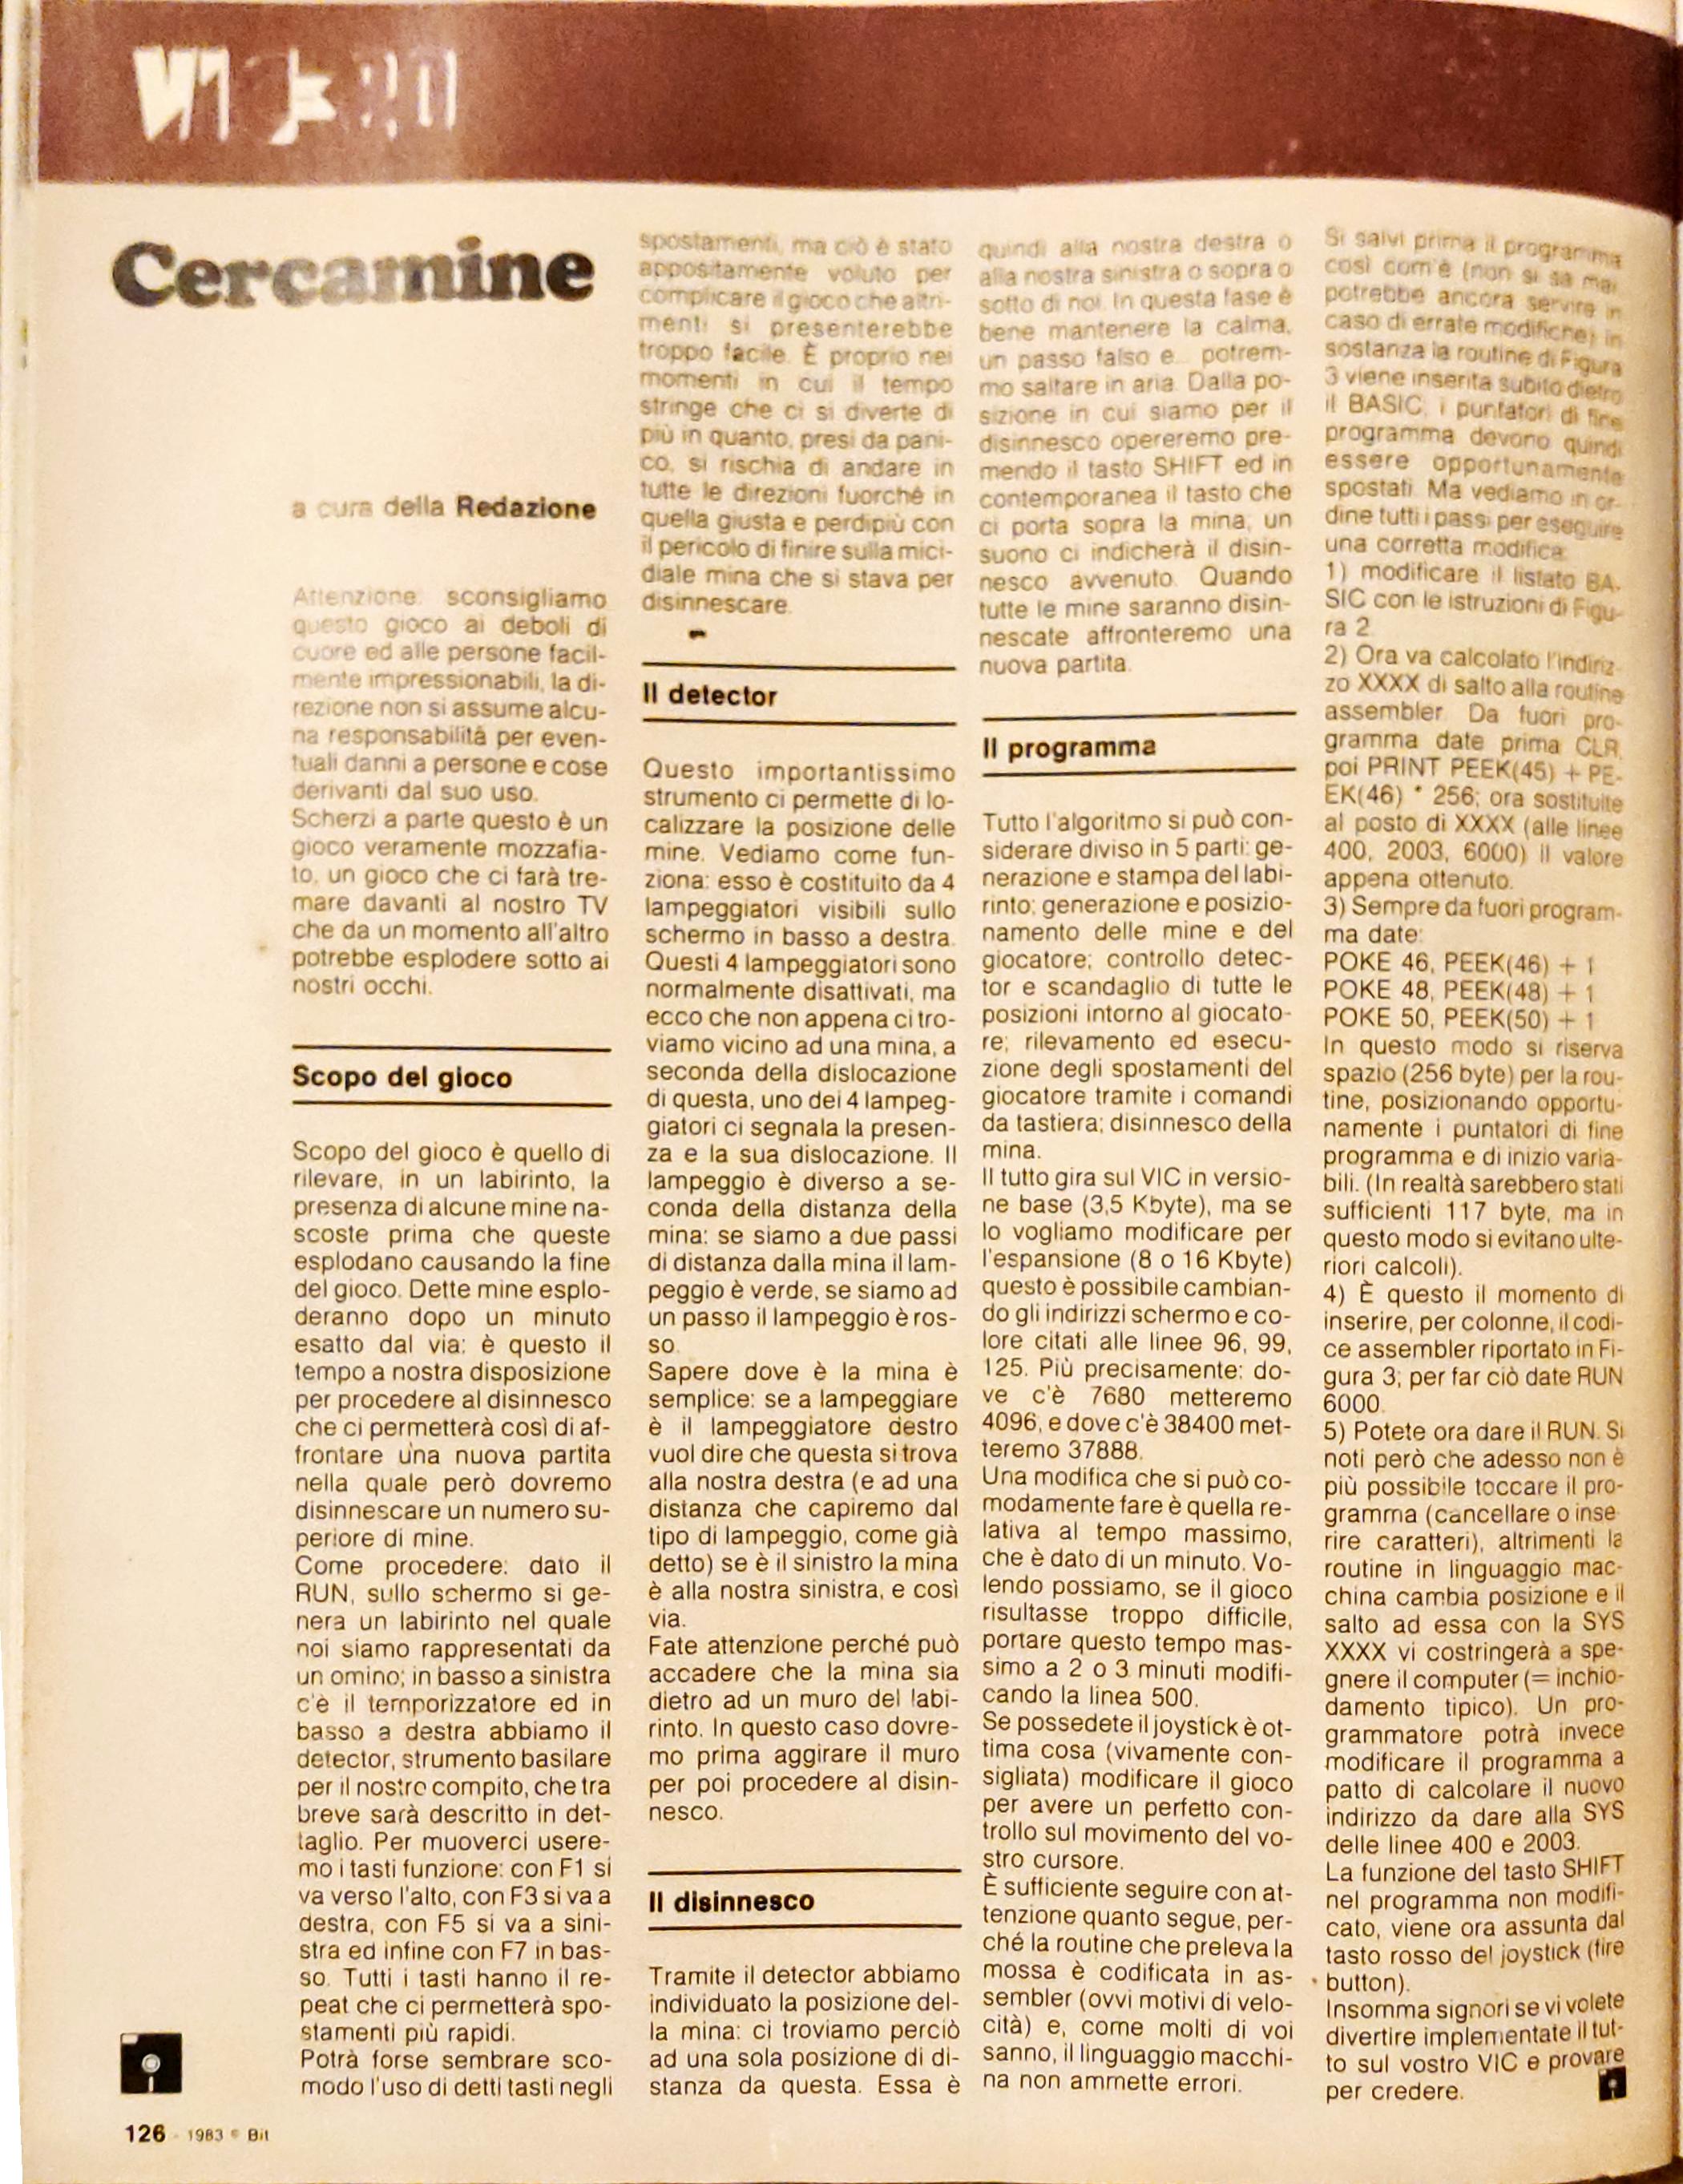 VIC 20
Cercamine
a cura della Redazione
Attenzione: sconsigliamo
questo gioco ai deboli di
cuore ed alle persone facil-
mente impressionabili, la di-
rezione non si assume alcu-
na responsabilità per even-
tuali danni a persone e cose
derivanti dal suo uso.
Scherzi a parte questo è un
gioco veramente mozzafia-
to, un gioco che ci farà tre-
mare davanti al nostro TV
che da un momento all'altro
potrebbe esplodere sotto ai
nostri occhi.
Scopo del gioco
Scopo del gioco è quello di
rilevare, in un labirinto, la
presenza di alcune mine na-
scoste prima che queste
esplodano causando la fine
del gioco. Dette mine esplo-
deranno dopo un minuto
esatto dal via: è questo il
tempo a nostra disposizione
per procedere al disinnesco
che ci permetterà così di af-
frontare una nuova partita
nella quale però dovremo
disinnescare un numero su-
periore di mine.
Come procedere: dato il
RUN, sullo schermo si ge-
nera un labirinto nel quale
noi siamo rappresentati da
un omino; in basso a sinistra
c'è il temporizzatore ed in
basso a destra abbiamo il
detector, strumento basilare
per il nostro compito, che tra
breve sarà descritto in det-
taglio. Per muoverci usere-
mo i tasti funzione: con F1 si
va verso l'alto, con F3 si va a
destra, con F5 si va a sini-
stra ed infine con F7 in bas-
so. Tutti i tasti hanno il re-
peat che ci permetterà spo-
stamenti più rapidi.
Potrà forse sembrare sco-
modo l'uso di detti tasti negli
spostamenti, ma ciò è stato
appositamente voluto per
complicare il gioco che altri-
menti si presenterebbe
troppo facile. È proprio nei
momenti in cui il tempo
stringe che ci si diverte di
più in quanto, presi da pani-
co, si rischia di andare in
tutte le direzioni fuorché in
quella giusta e perdipiù con
il pericolo di finire sulla mici-
diale mina che si stava per
disinnescare.
Il detector
Questo importantissimo
strumento ci permette di lo-
calizzare la posizione delle
mine. Vediamo come fun-
ziona: esso è costituito da 4
lampeggiatori visibili sullo
schermo in basso a destra.
Questi 4 lampeggiatori sono
normalmente disattivati, ma
ecco che non appena ci tro-
viamo vicino ad una mina, a
seconda della dislocazione
di questa, uno dei 4 lampeg-
giatori ci segnala la presen-
za e la sua dislocazione. Il
lampeggio è diverso a se-
conda della distanza della
mina: se siamo a due passi
di distanza dalla mina il lam-
peggio è verde, se siamo ad
un passo il lampeggio è ros-
so.
Sapere dove è la mina è
semplice: se a lampeggiare
è il lampeggiatore destro
vuol dire che questa si trova
alla nostra destra (e ad una
distanza che capiremo dal
tipo di lampeggio, come già
detto) se è il sinistro la mina
è alla nostra sinistra, e così
via.
Fate attenzione perché può
accadere che la mina sia
dietro ad un muro del labi-
rinto. In questo caso dovre-
mo prima aggirare il muro
per poi procedere al disin-
nesco.
Il disinnesco
Tramite il detector abbiamo
individuato la posizione del-
la mina: ci troviamo perciò
ad una sola posizione di di-
stanza da questa. Essa è
quindi alla nostra destra o
alla nostra sinistra o sopra o
sotto di noi. In questa fase è
bene mantenere la calma,
un passo falso e... potrem-
mo saltare in aria. Dalla po-
sizione in cui siamo per il
disinnesco opereremo pre-
mendo il tasto SHIFT ed in
contemporanea il tasto che
ci porta sopra la mina; un
suono ci indicherà il disin-
nesco avvenuto. Quando
tutte le mine saranno disin-
nescate affronteremo una
nuova partita.
Il programma
Tutto l'algoritmo si può con-
siderare diviso in 5 parti: ge-
nerazione e stampa del labi-
rinto; generazione e posizio-
namento delle mine e del
giocatore; controllo detec-
tor e scandaglio di tutte le
posizioni intorno al giocato-
re; rilevamento ed esecu-
zione degli spostamenti del
giocatore tramite i comandi
da tastiera; disinnesco della
mina.
Il tutto gira sul VIC in versio-
ne base (3,5 Kbyte), ma se
lo vogliamo modificare per
l'espansione (8 o 16 Kbyte)
questo è possibile cambian-
do gli indirizzi schermo e co-
lore citati alle linee 96, 99,
125. Più precisamente: do-
ve c'è 7680 metteremo
4096, e dove c'è 38400 met-
teremo 37888.
Una modifica che si può co-
modamente fare è quella re-
lativa al tempo massimo,
che è dato di un minuto. Vo-
lendo possiamo, se il gioco
risultasse troppo difficile,
portare questo tempo mas-
simo a 2 o 3 minuti modifi-
cando la linea 500.
Se possedete il joystick è ot-
tima cosa (vivamente con-
sigliata) modificare il gioco
per avere un perfetto con-
trollo sul movimento del vo-
stro cursore.
È sufficiente seguire con at-
tenzione quanto segue, per-
ché la routine che preleva la
mossa è codificata in as-
sembler (ovvi motivi di velo-
cità) e, come molti di voi
sanno, il linguaggio macchi-
na non ammette errori.
Si salvi prima il programma
così com'è (non si sa mai,
potrebbe ancora servire in
caso di errate modifiche) in
sostanza la routine di Figura
3 viene inserita subito dietro
il BASIC, i puntatori di fine
programma devono quindi
essere opportunamente
spostati. Ma vediamo in or-
dine tutti i passi per eseguire
una corretta modifica:
1) modificare il listato BA-
SIC con le istruzioni di Figu-
ra 2.
2) Ora va calcolato l'indiriz-
zo XXXX di salto alla routine
assembler. Da fuori pro-
gramma date prima CLR,
poi PRINT PEEK(45) + PE-
EK(46) * 256; ora sostituite
al posto di XXXX (alle linee
400, 2003, 6000) il valore
appena ottenuto.
3) Sempre da fuori program-
ma date:
POKE 46, PEEK(46) + 1
POKE 48, PEEK(48) + 1
POKE 50, PEEK(50) + 1
In questo modo si riserva
spazio (256 byte) per la rou-
tine, posizionando opportu-
namente i puntatori di fine
programma e di inizio varia-
bili. (In realtà sarebbero stati
sufficienti 117 byte, ma in
questo modo si evitano ulte-
riori calcoli).
4) È questo il momento di
inserire, per colonne, il codi-
ce assembler riportato in Fi-
gura 3; per far ciò date RUN
6000.
5) Potete ora dare il RUN. Si
noti però che adesso non è
più possibile toccare il pro-
gramma (cancellare o inse-
rire caratteri), altrimenti la
routine in linguaggio mac-
china cambia posizione e il
salto ad essa con la SYS
XXXX vi costringerà a spe-
gnere il computer (= inchio-
damento tipico). Un pro-
grammatore potrà invece
modificare il programma a
patto di calcolare il nuovo
indirizzo da dare alla SYS
delle linee 400 e 2003.
La funzione del tasto SHIFT
nel programma non modifi-
cato, viene ora assunta dal
tasto rosso del joystick (fire
button).
Insomma signori se vi volete
divertire implementate il tut-
to sul vostro VIC e provare
per credere.
126 - 1983 © Bit